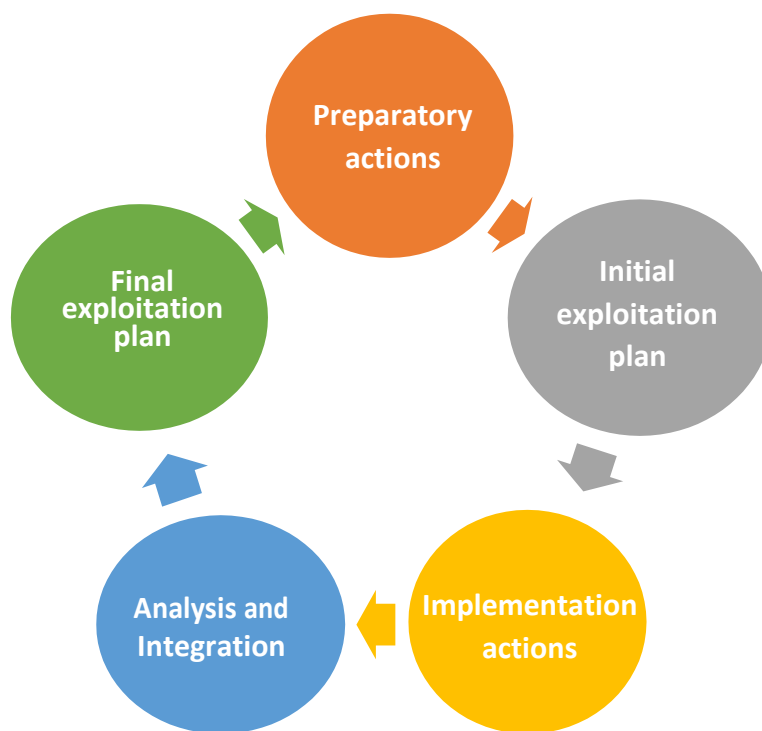 Preparatory
actions
Initial
exploitation
plan
Implementation
actions
Analysis and
Integration
Final
exploitation
plan